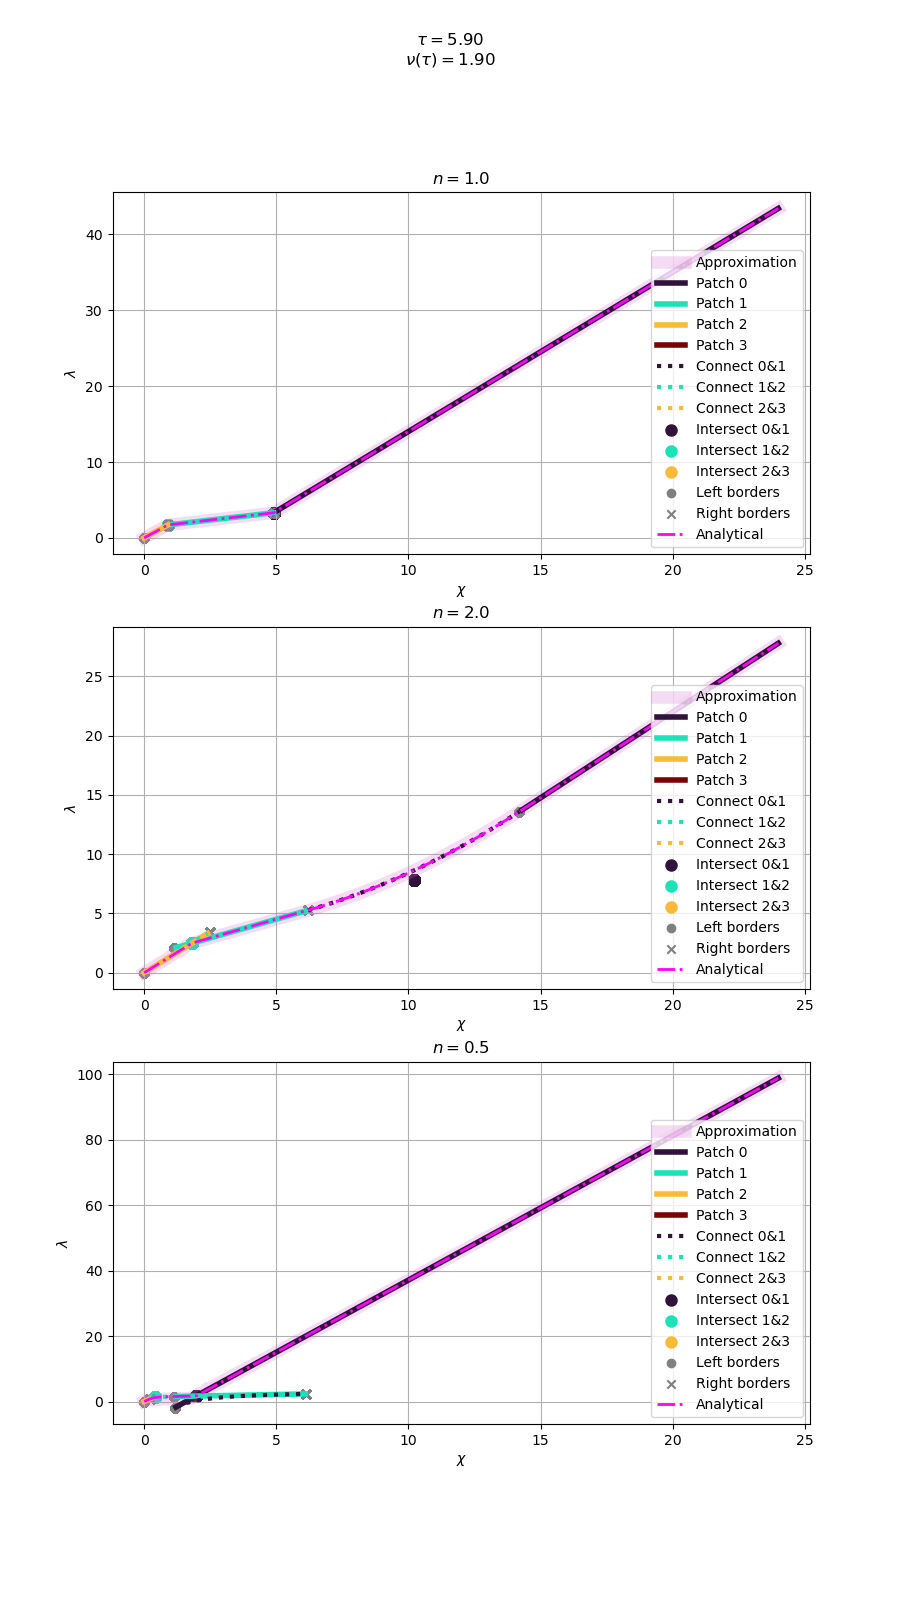 τ = 5.90
ν(τ) = 1.90
n = 1.0
40
30
20
10
0
λ
Approximation
Patch 0
Patch 1
Patch 2
Patch 3
Connect 0&1
Connect 1&2
Connect 2&3
Intersect 0&1
Intersect 1&2
Intersect 2&3
Left borders
Right borders
Analytical
0 5 10 15 20 25
χ
n = 2.0
25
20
15
10
5
0
λ
Approximation
Patch 0
Patch 1
Patch 2
Patch 3
Connect 0&1
Connect 1&2
Connect 2&3
Intersect 0&1
Intersect 1&2
Intersect 2&3
Left borders
Right borders
Analytical
0 5 10 15 20 25
χ
n = 0.5
100
80
60
40
20
0
λ
Approximation
Patch 0
Patch 1
Patch 2
Patch 3
Connect 0&1
Connect 1&2
Connect 2&3
Intersect 0&1
Intersect 1&2
Intersect 2&3
Left borders
Right borders
Analytical
0 5 10 15 20 25
χ